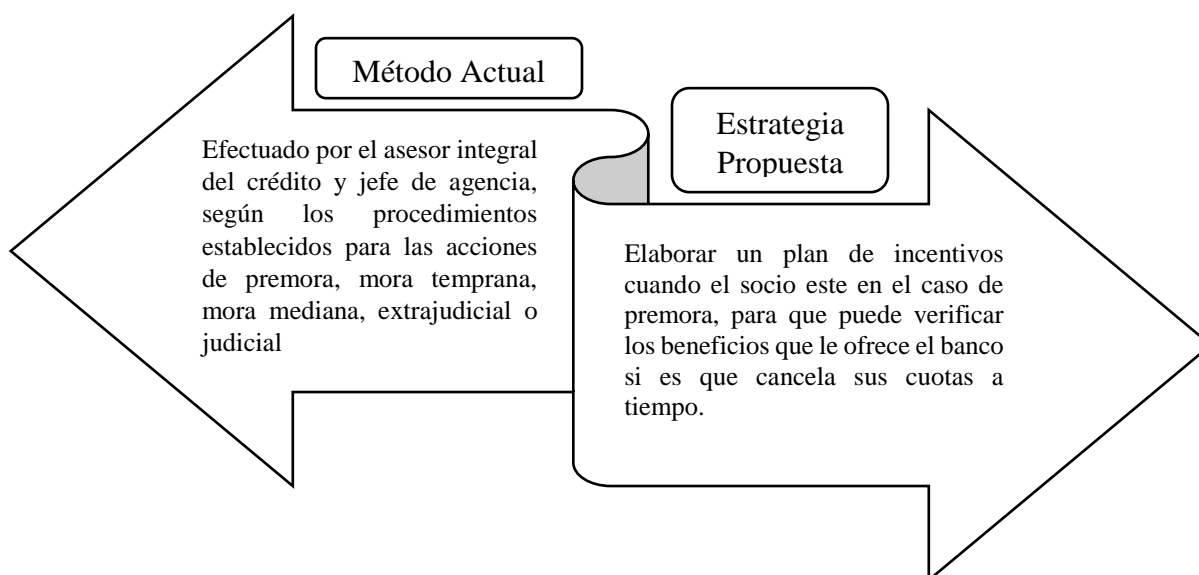 Método Actual
Efectuado por el asesor integral
del crédito y jefe de agencia,
según los procedimientos
establecidos para las acciones
de premora, mora temprana,
mora mediana, extrajudicial o
judicial
Estrategia
Propuesta
Elaborar un plan de incentivos
cuando el socio este en el caso de
premora, para que puede verificar
los beneficios que le ofrece el banco
si es que cancela sus cuotas a
tiempo.